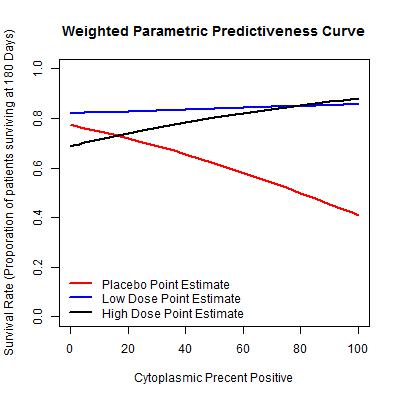 Weighted Parametric Predictiveness Curve
Survival Rate (Proporation of patients surviving at 180 Days)
1.0
0.8
0.6
0.4
0.2
0.0
Placebo Point Estimate
Low Dose Point Estimate
High Dose Point Estimate
0 20 40 60 80 100
Cytoplasmic Precent Positive